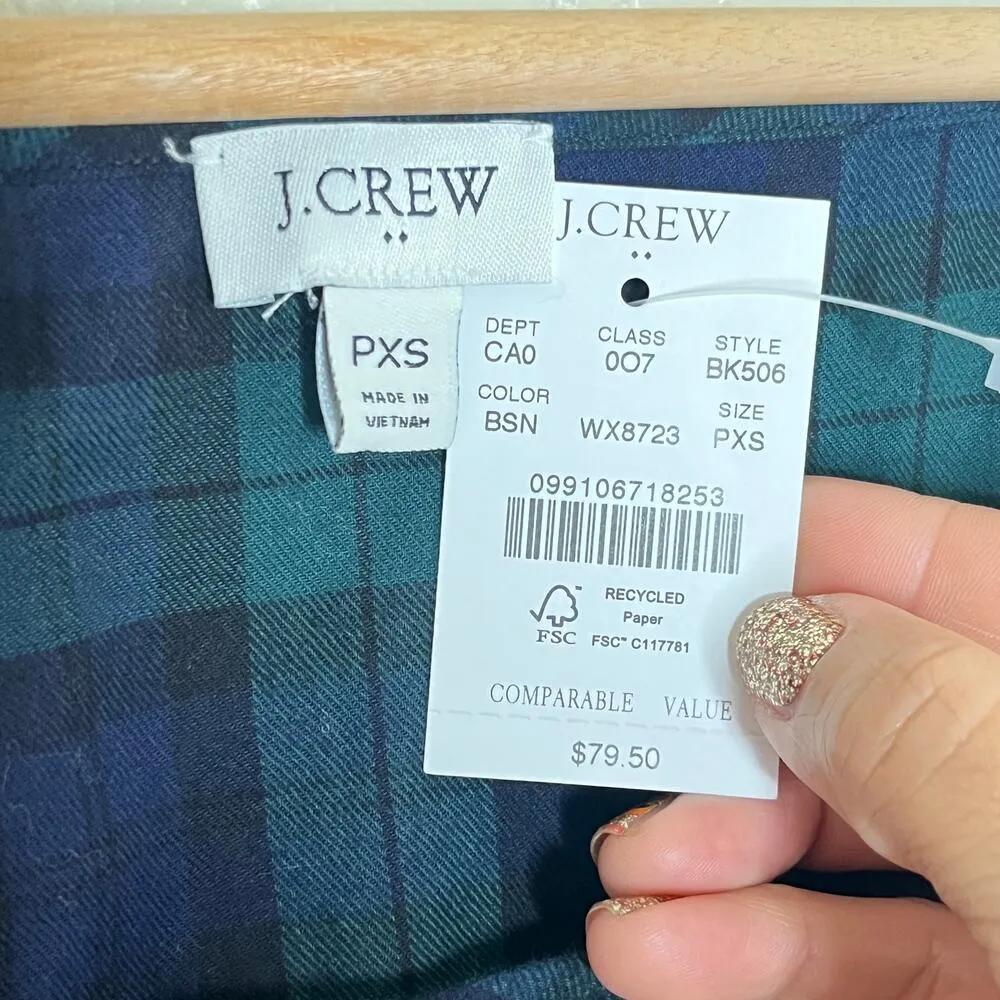 J.CREW
PXS
MADE IN
VIETNAM
J.CREW
DEPT CLASS STYLE
CA0 0O7 BK506
COLOR SIZE
BSN WX8723 PXS
099106718253
RECYCLED
Paper
FSC FSC™ C117781
COMPARABLE VALUE
$79.50